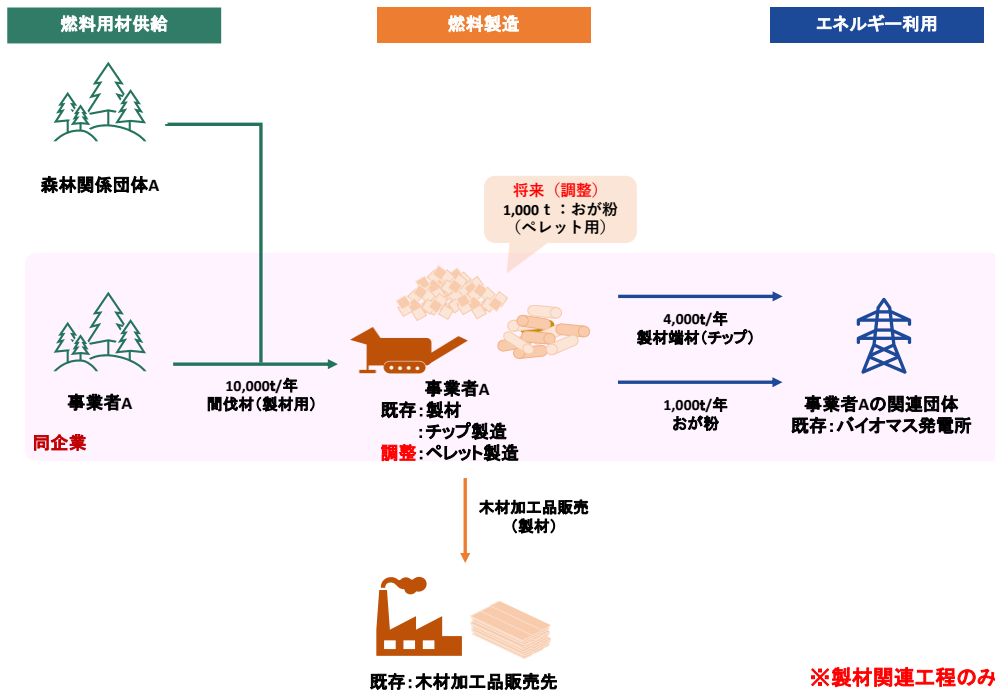 燃料用材供給
燃料製造
エネルギー利用
森林関係団体A
将来（調整）
1,000ｔ：おが粉
（ペレット用）
事業者A
同企業
10,000t/年
間伐材（製材用）
事業者A
既存：製材
：チップ製造
調整：ペレット製造
4,000t/年
製材端材（チップ）
1,000t/年
おが粉
事業者Aの関連団体
既存：バイオマス発電所
木材加工品販売
（製材）
既存：木材加工品販売先
※製材関連工程のみ